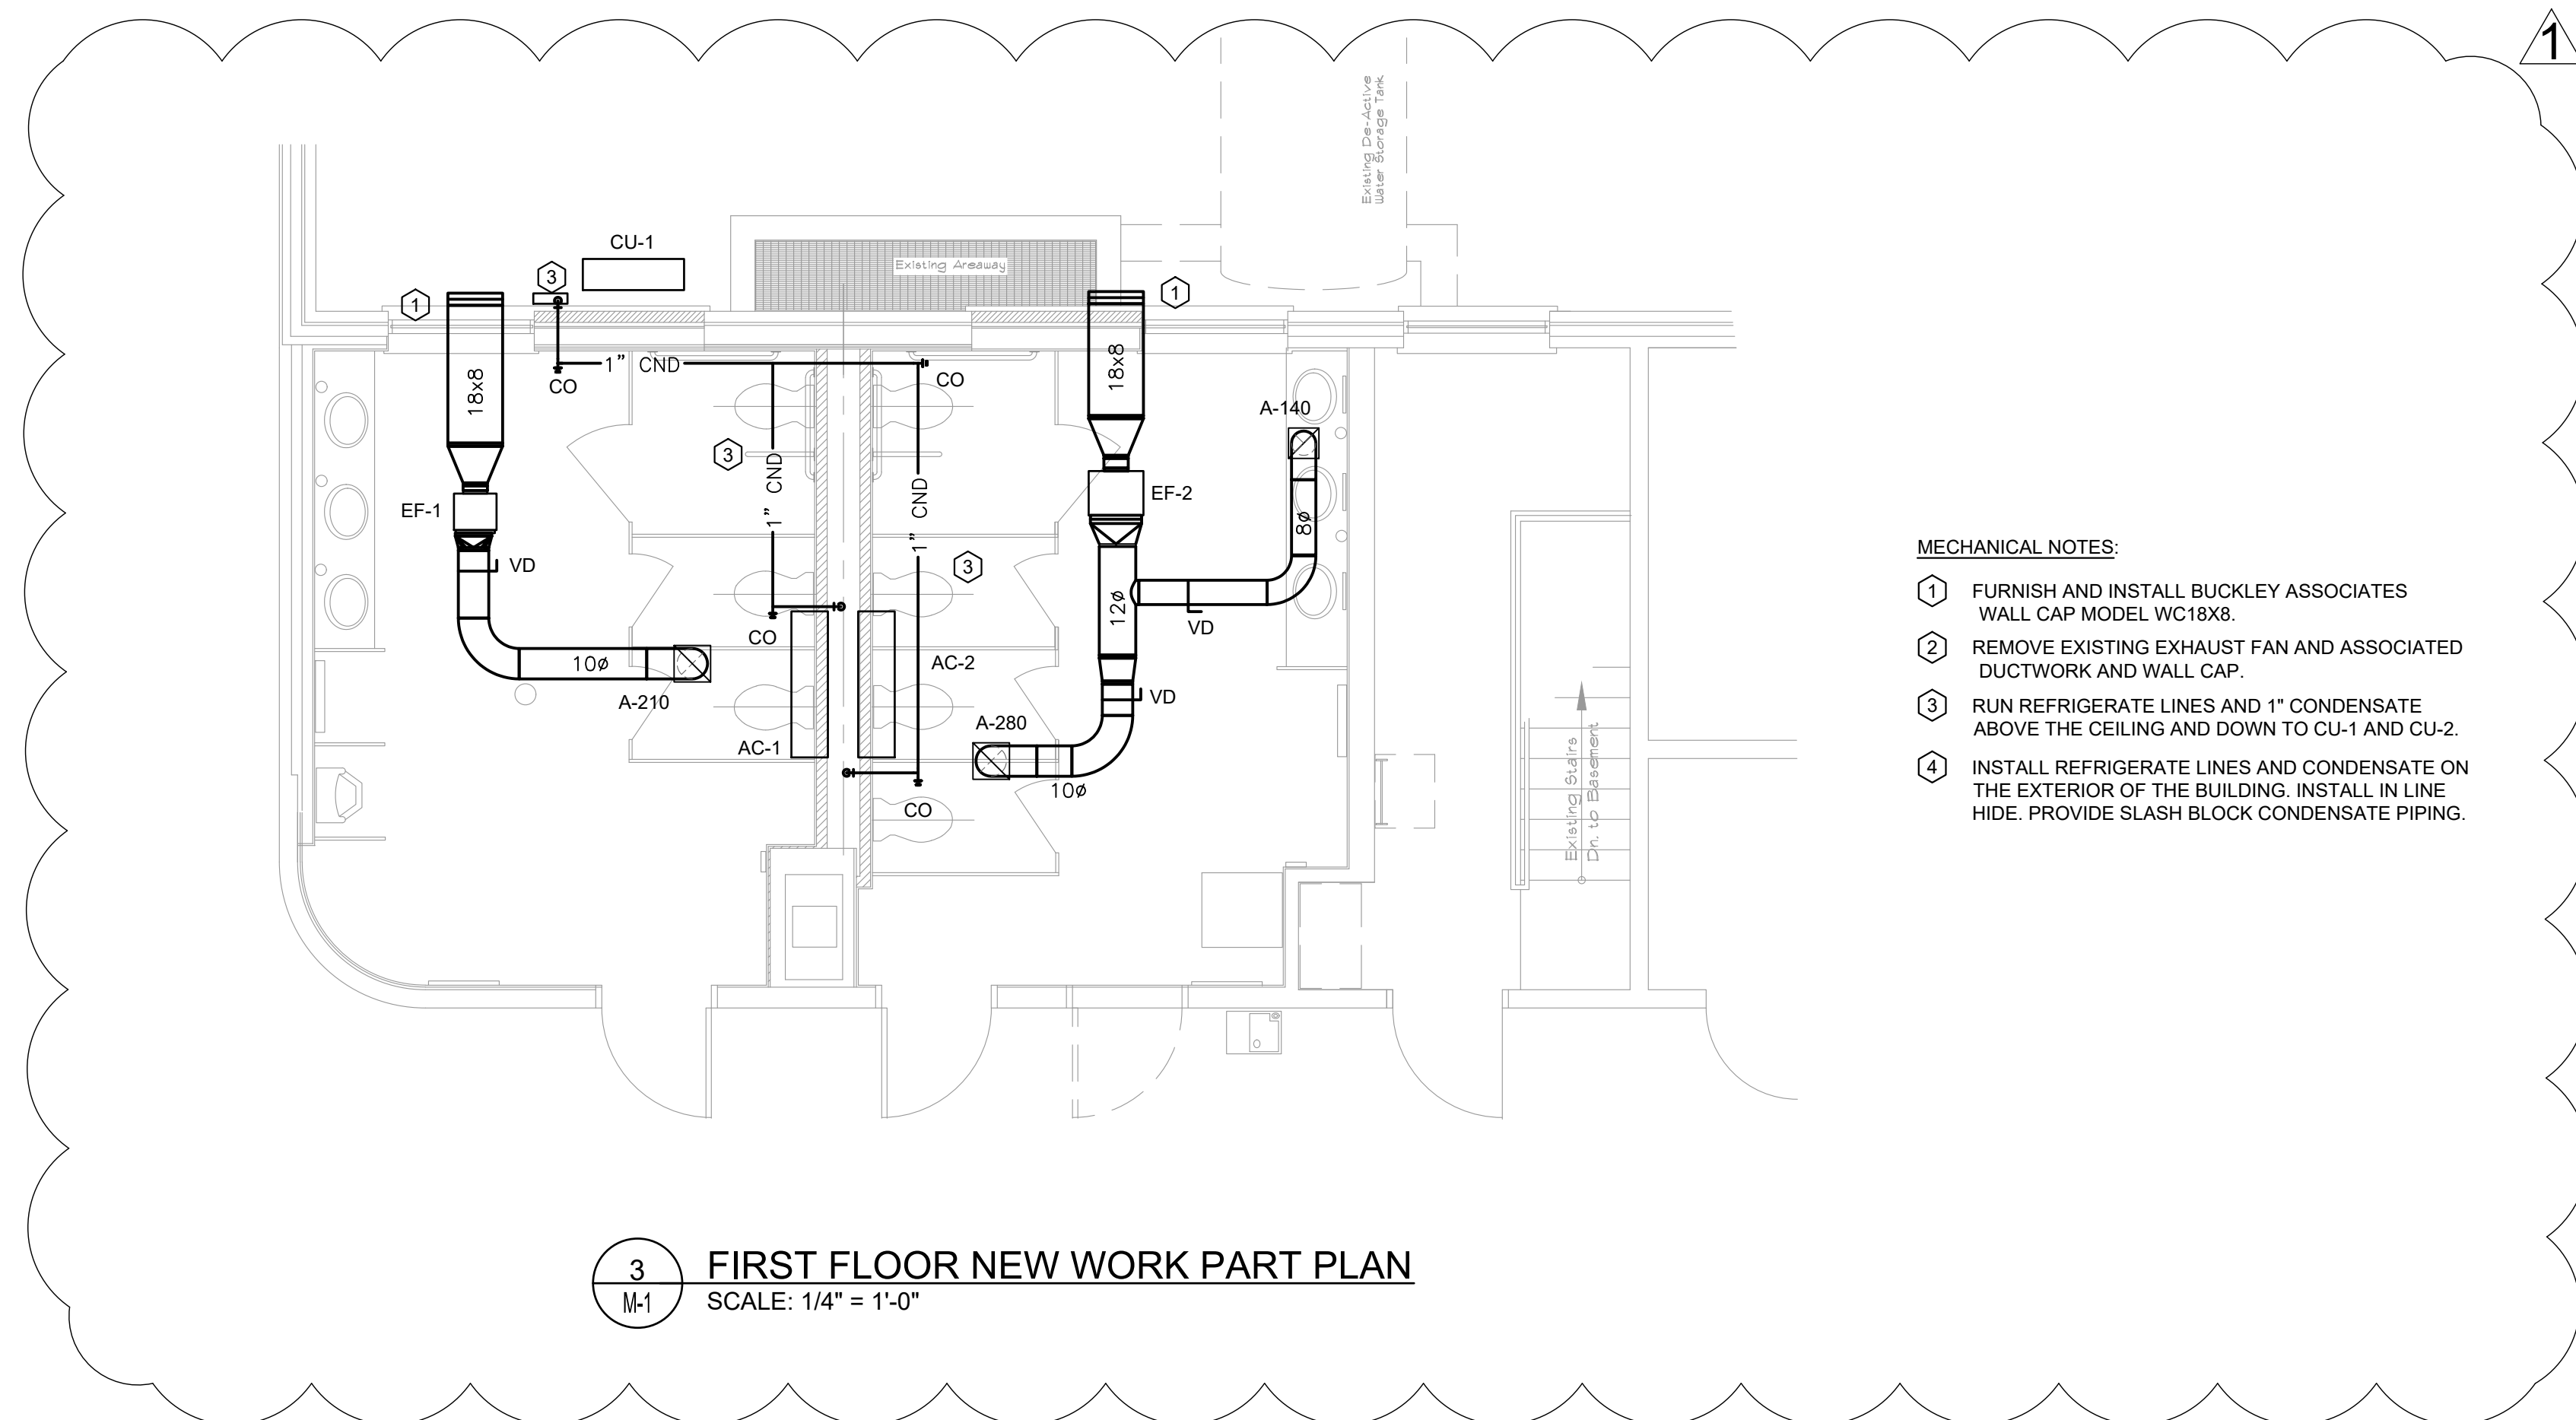 1
Existing De-Active
Water Storage Tank
CU-1
3
Existing Areaway
1
1
18x8
18x8
1" CND
CO
CO
A-140
3
CND
1"
CND
1"
EF-1
EF-2
8ø
VD
3
12ø
VD
CO
10ø
A-210
AC-2
VD
A-280
AC-1
10ø
CO
Existing Stairs
Dn. to Basement
MECHANICAL NOTES:
1 FURNISH AND INSTALL BUCKLEY ASSOCIATES
WALL CAP MODEL WC18X8.
2 REMOVE EXISTING EXHAUST FAN AND ASSOCIATED
DUCTWORK AND WALL CAP.
3 RUN REFRIGERATE LINES AND 1" CONDENSATE
ABOVE THE CEILING AND DOWN TO CU-1 AND CU-2.
4 INSTALL REFRIGERATE LINES AND CONDENSATE ON
THE EXTERIOR OF THE BUILDING. INSTALL IN LINE
HIDE. PROVIDE SLASH BLOCK CONDENSATE PIPING.
3
M-1
FIRST FLOOR NEW WORK PART PLAN
SCALE: 1/4" = 1'-0"